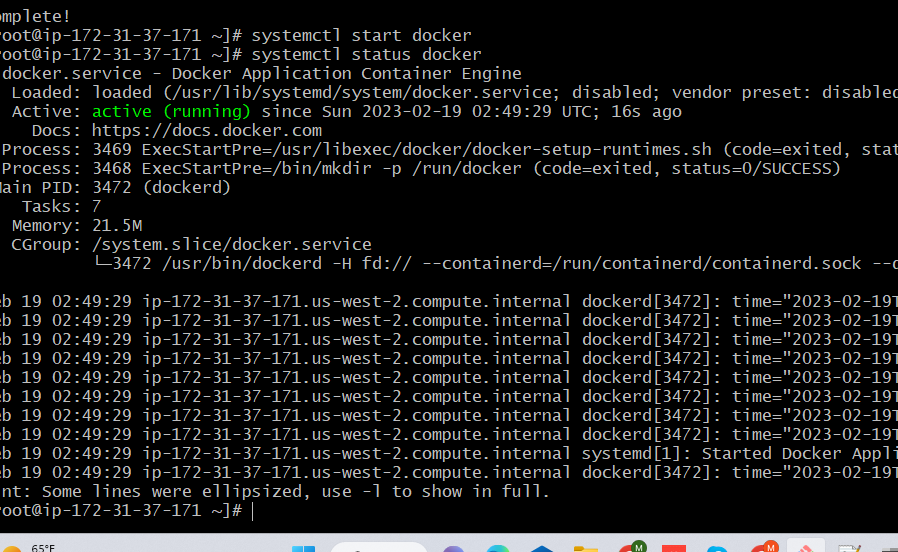 omplete!
root@ip-172-31-37-171 ~]# systemctl start docker
root@ip-172-31-37-171 ~]# systemctl status docker
docker.service - Docker Application Container Engine
Loaded: loaded (/usr/lib/systemd/system/docker.service; disabled; vendor preset: disabled
Active: active (running) since Sun 2023-02-19 02:49:29 UTC; 16s ago
Docs: https://docs.docker.com
Process: 3469 ExecStartPre=/usr/libexec/docker/docker-setup-runtimes.sh (code=exited, stat
Process: 3468 ExecStartPre=/bin/mkdir -p /run/docker (code=exited, status=0/SUCCESS)
Main PID: 3472 (dockerd)
Tasks: 7
Memory: 21.5M
CGroup: /system.slice/docker.service
└─3472 /usr/bin/dockerd -H fd:// --containerd=/run/containerd/containerd.sock --d
eb 19 02:49:29 ip-172-31-37-171.us-west-2.compute.internal dockerd[3472]: time="2023-02-19T
eb 19 02:49:29 ip-172-31-37-171.us-west-2.compute.internal dockerd[3472]: time="2023-02-19T
eb 19 02:49:29 ip-172-31-37-171.us-west-2.compute.internal dockerd[3472]: time="2023-02-19T
eb 19 02:49:29 ip-172-31-37-171.us-west-2.compute.internal dockerd[3472]: time="2023-02-19T
eb 19 02:49:29 ip-172-31-37-171.us-west-2.compute.internal dockerd[3472]: time="2023-02-19T
eb 19 02:49:29 ip-172-31-37-171.us-west-2.compute.internal dockerd[3472]: time="2023-02-19T
eb 19 02:49:29 ip-172-31-37-171.us-west-2.compute.internal dockerd[3472]: time="2023-02-19T
eb 19 02:49:29 ip-172-31-37-171.us-west-2.compute.internal dockerd[3472]: time="2023-02-19T
eb 19 02:49:29 ip-172-31-37-171.us-west-2.compute.internal systemd[1]: Started Docker Appli
eb 19 02:49:29 ip-172-31-37-171.us-west-2.compute.internal dockerd[3472]: time="2023-02-19T
nt: Some lines were ellipsized, use -l to show in full.
root@ip-172-31-37-171 ~]#
65°F
M
M